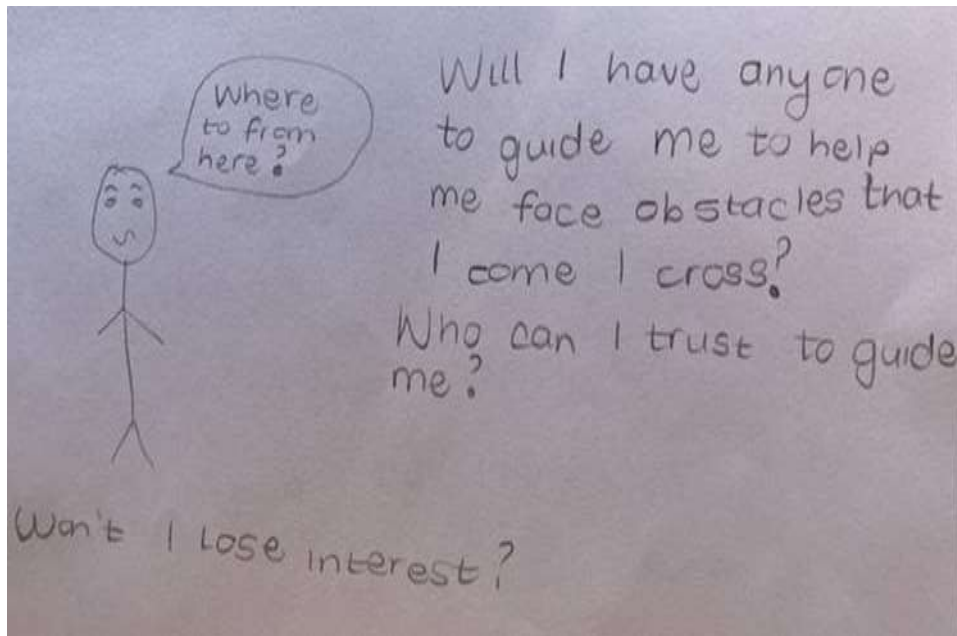 Where
to from
here?
Will I have anyone
to guide me to help
me face obstacles that
I come I cross?
Who can I trust to guide
me?
Won't I lose interest?